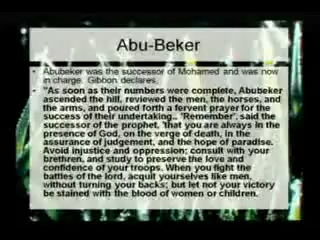 Abu-Beker
• Abubeker was the successor of Mohamed and was now
in charge. Gibbon declares,
• "As soon as their numbers were complete, Abubeker
ascended the hill, reviewed the men, the horses, and
the arms, and poured forth a fervent prayer for the
success of their undertaking.. 'Remember', said the
successor of the prophet, 'that you are always in the
presence of God, on the verge of death, in the
assurance of judgement, and the hope of paradise.
Avoid injustice and oppression; consult with your
brethren, and study to preserve the love and
confidence of your troops. When you fight the
battles of the lord, acquit yourselves like men,
without turning your backs; but let not your victory
be stained with the blood of women or children.